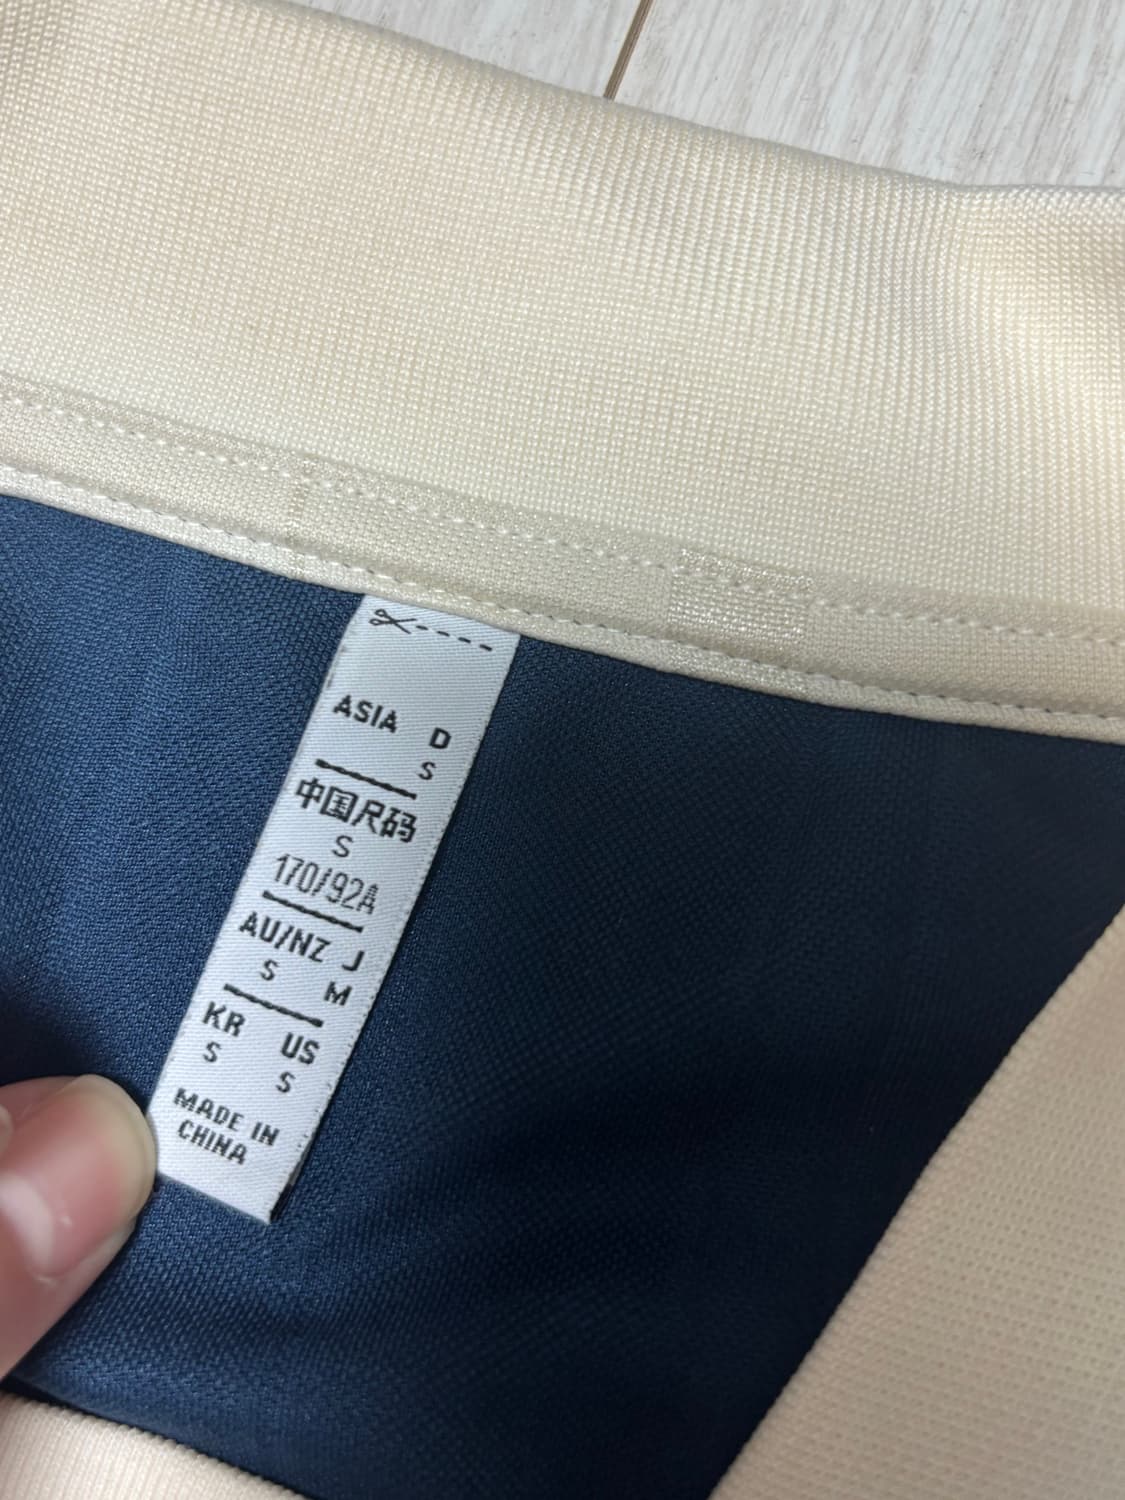 ASIA D
S
中国尺码
S
170/92A
AU/NZ J
S M
KR US
S S
MADE IN
CHINA